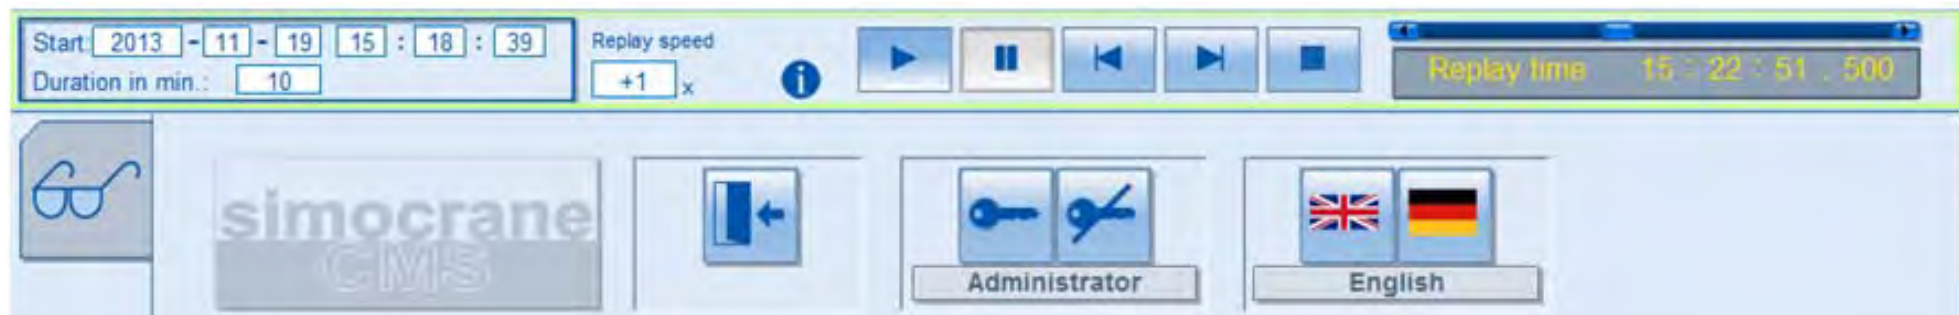 Start: 2013 - 11 - 19 15 : 18 : 39
Duration in min.: 10
Replay speed
+1 x
i
Replay time 15 : 22 : 51 . 500
simocrane
CMS
Administrator
English